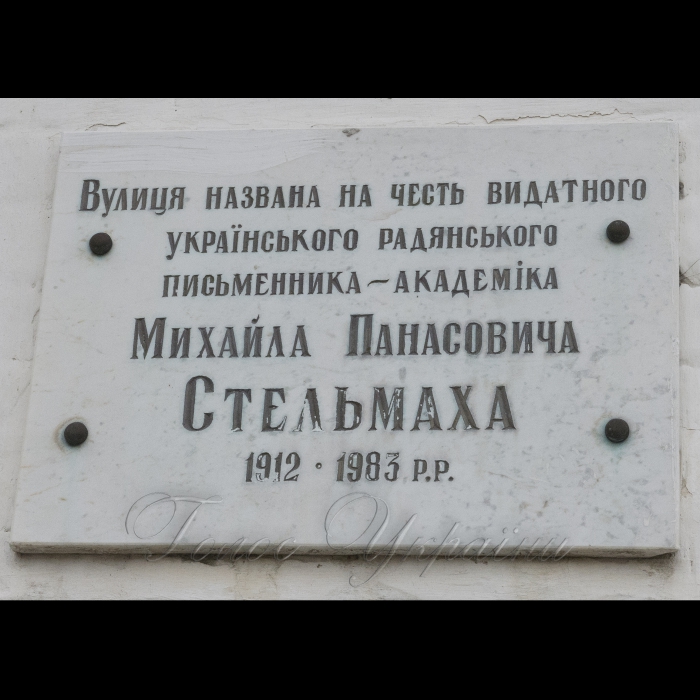 Вулиця названа на честь видатного
українського радянського
письменника – академіка
Михайла Панасовича
Стельмаха
1912 · 1983 р.р.
Голос України